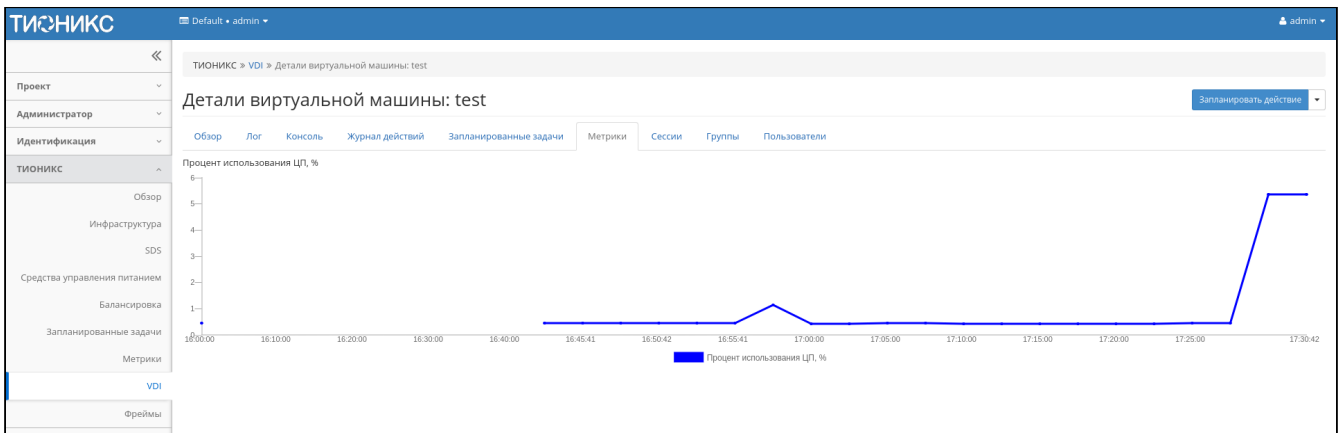 ТИОНИКС
Default • admin
admin
ТИОНИКС » VDI » Детали виртуальной машины: test
Проект
Администратор
Идентификация
ТИОНИКС
Обзор
Инфраструктура
SDS
Средства управления питанием
Балансировка
Запланированные задачи
Метрики
VDI
Фреймы
Детали виртуальной машины: test
Запланировать действие
Обзор Лог Консоль Журнал действий Запланированные задачи Метрики Сессии Группы Пользователи
Процент использования ЦП, %
6
5
4
3
2
1
0
16:00:00 16:10:00 16:20:00 16:30:00 16:40:00 16:45:41 16:50:42 16:55:41 17:00:00 17:05:00 17:10:00 17:15:00 17:20:00 17:25:00 17:30:42
Процент использования ЦП, %